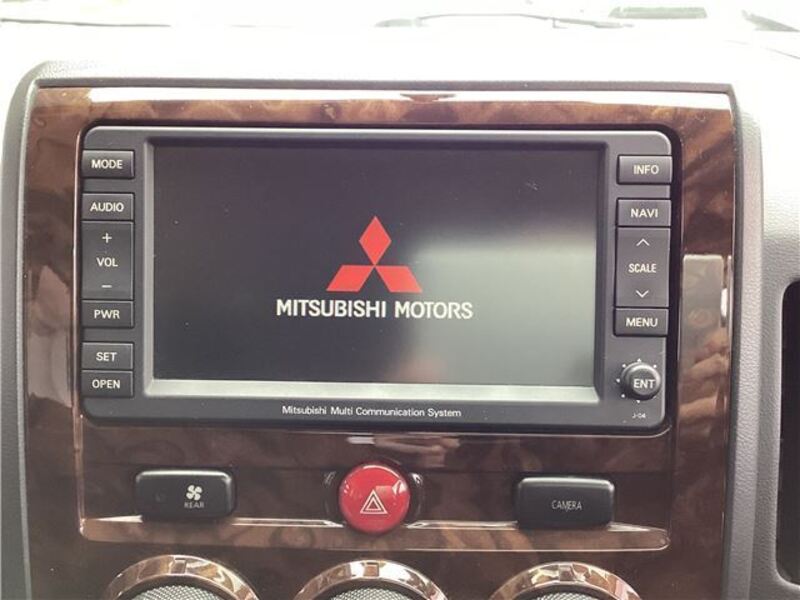 MODE
AUDIO
+
VOL
−
PWR
SET
OPEN
MITSUBISHI MOTORS
INFO
NAVI
SCALE
MENU
ENT
J-04
Mitsubishi Multi Communication System
REAR
CAMERA